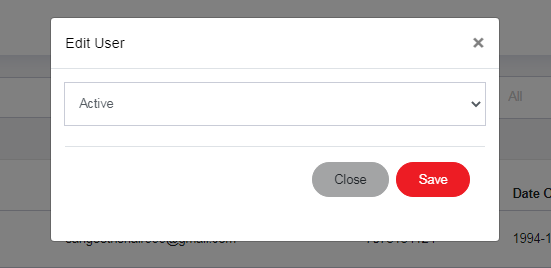 Edit User
×
Active
All
Close
Save
Date C
1994-1